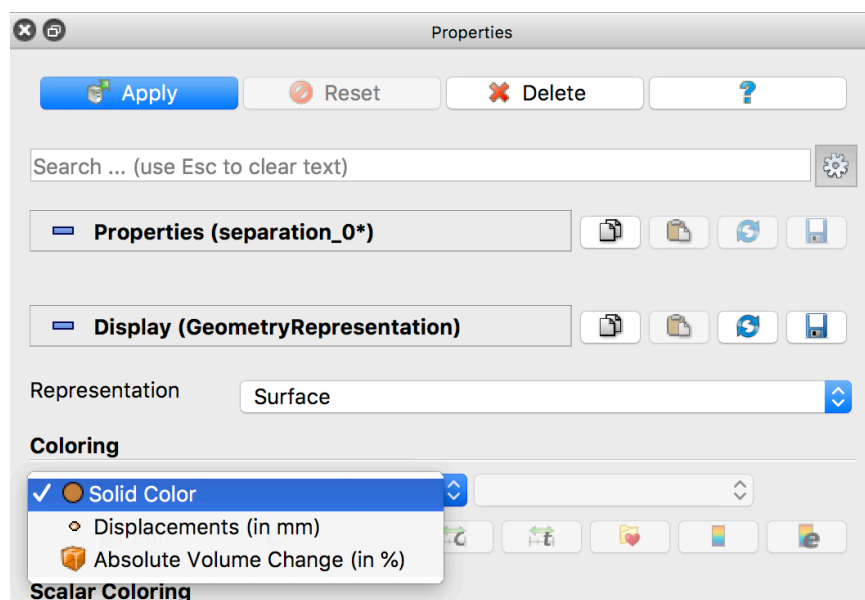 Properties
Apply
Reset
Delete
?
Search ... (use Esc to clear text)
Properties (separation_0*)
Display (GeometryRepresentation)
Representation
Surface
Coloring
Solid Color
Displacements (in mm)
Absolute Volume Change (in %)
Scalar Coloring